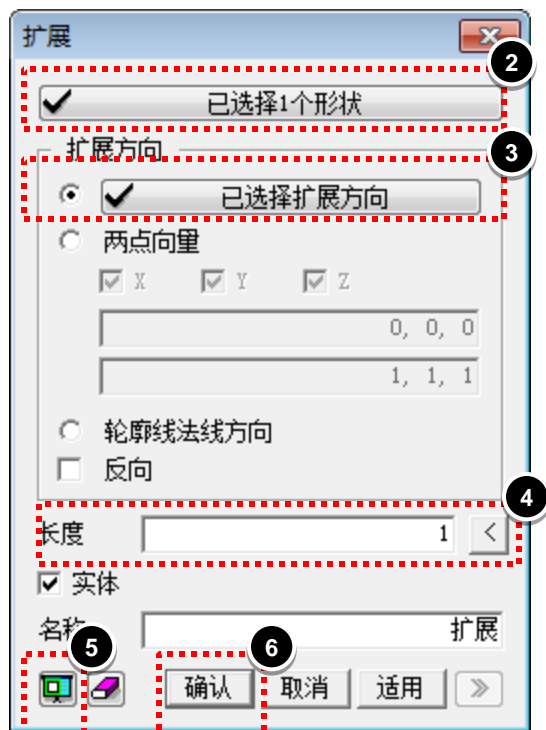 扩展
2
已选择1个形状
扩展方向
3
已选择扩展方向
两点向量
X Y Z
0, 0, 0
1, 1, 1
轮廓线法线方向
反向
4
长度 1 <
实体
名称 扩展
5 6
确认 取消 适用 >>